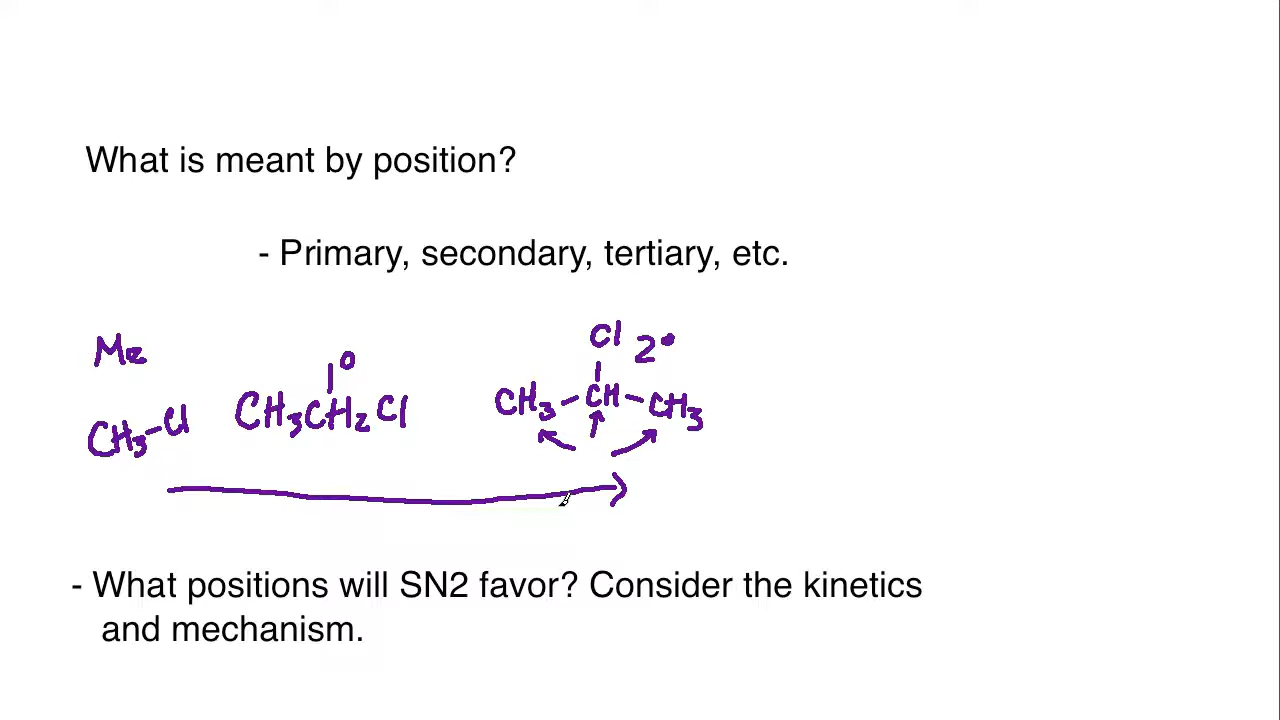 What is meant by position?
- Primary, secondary, tertiary, etc.
Me
1°
Cl 2°
CH3-Cl
CH3CH2Cl
CH3-CH-CH3
- What positions will SN2 favor? Consider the kinetics
and mechanism.